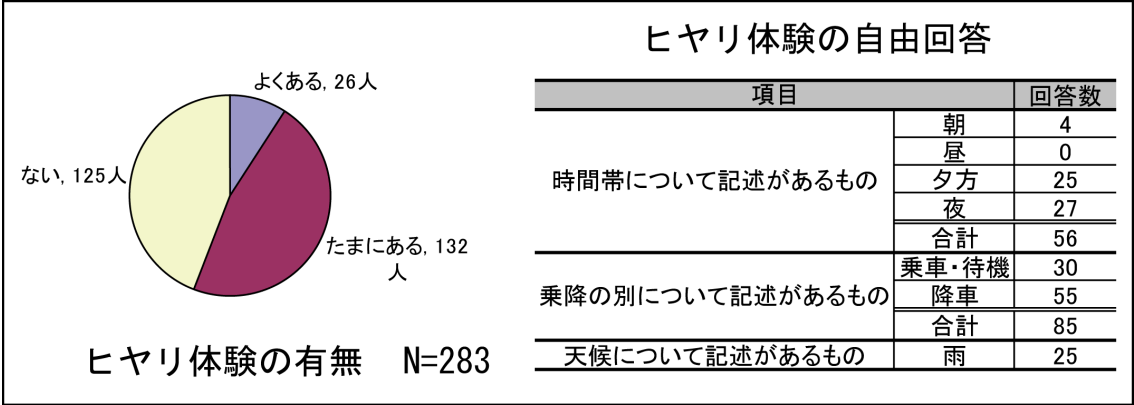 よくある, 26人
ない, 125人
たまにある, 132
人
ヒヤリ体験の有無 N=283
ヒヤリ体験の自由回答
項目 回答数
時間帯について記述があるもの
朝 4
昼 0
夕方 25
夜 27
合計 56
乗降の別について記述があるもの
乗車・待機 30
降車 55
合計 85
天候について記述があるもの 雨 25